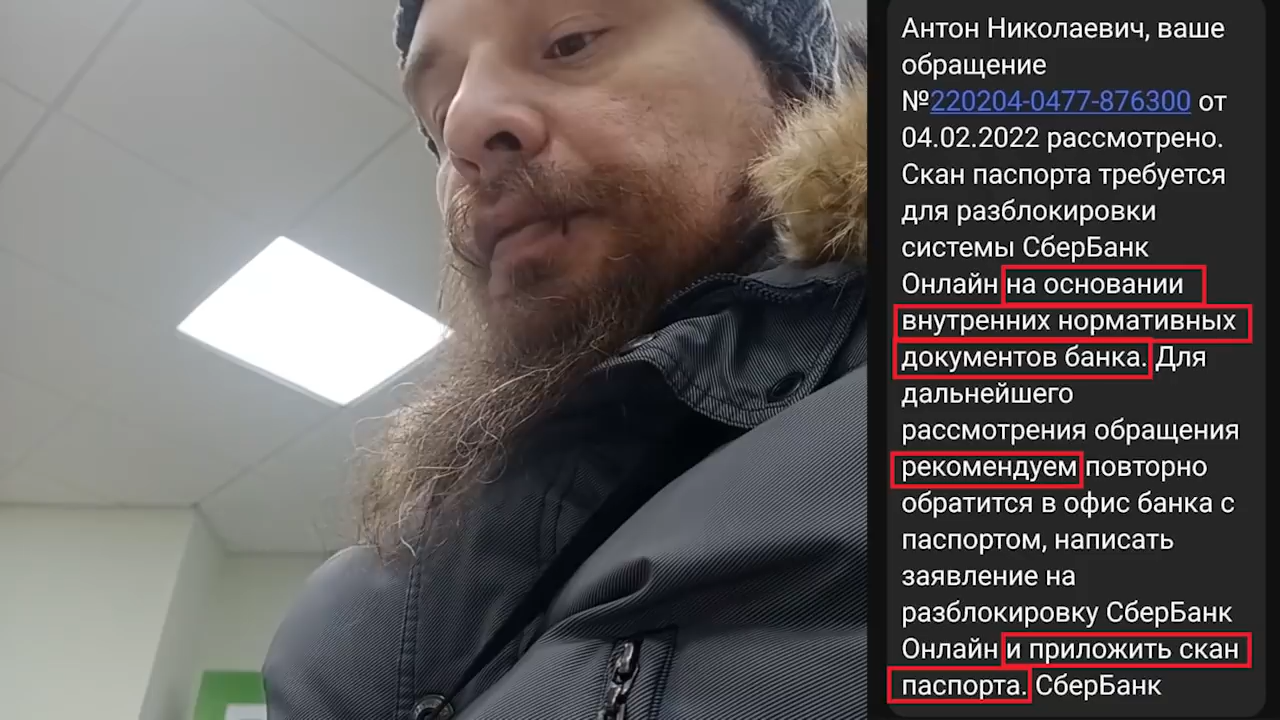 Антон Николаевич, ваше
обращение
№220204-0477-876300 от
04.02.2022 рассмотрено.
Скан паспорта требуется
для разблокировки
системы СберБанк
Онлайн на основании
внутренних нормативных
документов банка. Для
дальнейшего
рассмотрения обращения
рекомендуем повторно
обратится в офис банка с
паспортом, написать
заявление на
разблокировку СберБанк
Онлайн и приложить скан
паспорта. СберБанк